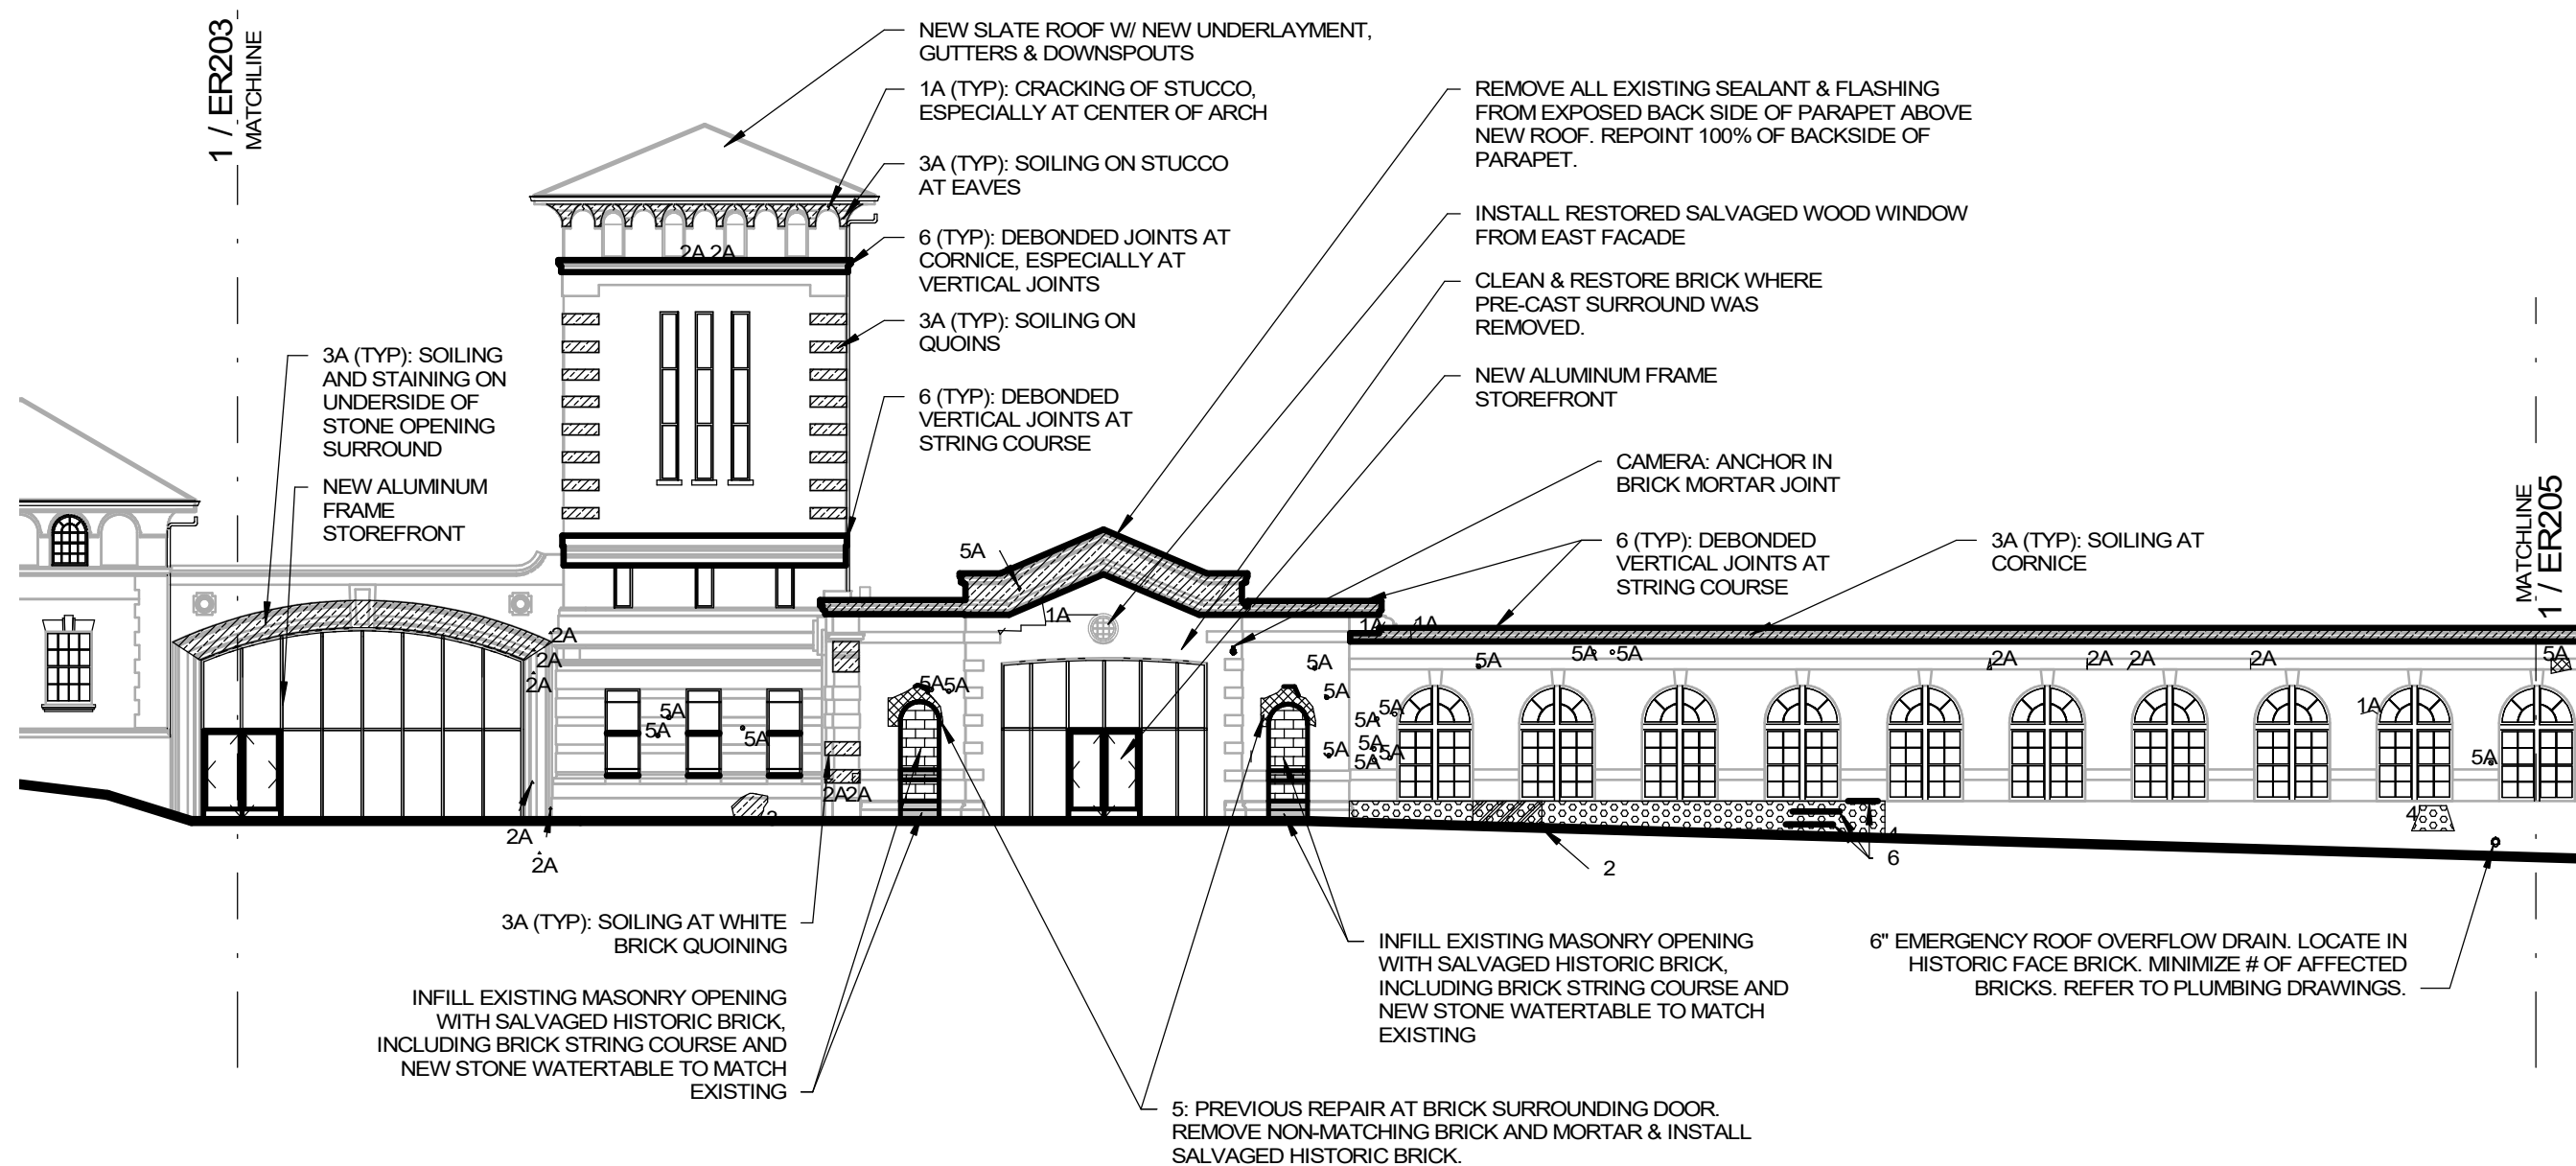 1 / ER203
MATCHLINE
NEW SLATE ROOF W/ NEW UNDERLAYMENT,
GUTTERS & DOWNSPOUTS
1A (TYP): CRACKING OF STUCCO,
ESPECIALLY AT CENTER OF ARCH
3A (TYP): SOILING ON STUCCO
AT EAVES
6 (TYP): DEBONDED JOINTS AT
CORNICE, ESPECIALLY AT
VERTICAL JOINTS
3A (TYP): SOILING ON
QUOINS
6 (TYP): DEBONDED
VERTICAL JOINTS AT
STRING COURSE
REMOVE ALL EXISTING SEALANT & FLASHING
FROM EXPOSED BACK SIDE OF PARAPET ABOVE
NEW ROOF. REPOINT 100% OF BACKSIDE OF
PARAPET.
INSTALL RESTORED SALVAGED WOOD WINDOW
FROM EAST FACADE
CLEAN & RESTORE BRICK WHERE
PRE-CAST SURROUND WAS
REMOVED.
NEW ALUMINUM FRAME
STOREFRONT
CAMERA: ANCHOR IN
BRICK MORTAR JOINT
6 (TYP): DEBONDED
VERTICAL JOINTS AT
STRING COURSE
3A (TYP): SOILING AT
CORNICE
MATCHLINE
1 / ER205
3A (TYP): SOILING
AND STAINING ON
UNDERSIDE OF
STONE OPENING
SURROUND
NEW ALUMINUM
FRAME
STOREFRONT
2A 2A
5A
1A
1A 1A
2A
2A
2A
5A
5A
5A
5A 5A
5A
5A
5A 5A
5A
5A
5A
5A
5A
5A
5A
5A
2A
2A 2A
2A
5A
1A
5A
2A 2A
2A
2A
4
4
6
2
3A (TYP): SOILING AT WHITE
BRICK QUOINING
INFILL EXISTING MASONRY OPENING
WITH SALVAGED HISTORIC BRICK,
INCLUDING BRICK STRING COURSE AND
NEW STONE WATERTABLE TO MATCH
EXISTING
INFILL EXISTING MASONRY OPENING
WITH SALVAGED HISTORIC BRICK,
INCLUDING BRICK STRING COURSE AND
NEW STONE WATERTABLE TO MATCH
EXISTING
6" EMERGENCY ROOF OVERFLOW DRAIN. LOCATE IN
HISTORIC FACE BRICK. MINIMIZE # OF AFFECTED
BRICKS. REFER TO PLUMBING DRAWINGS.
5: PREVIOUS REPAIR AT BRICK SURROUNDING DOOR.
REMOVE NON-MATCHING BRICK AND MORTAR & INSTALL
SALVAGED HISTORIC BRICK.